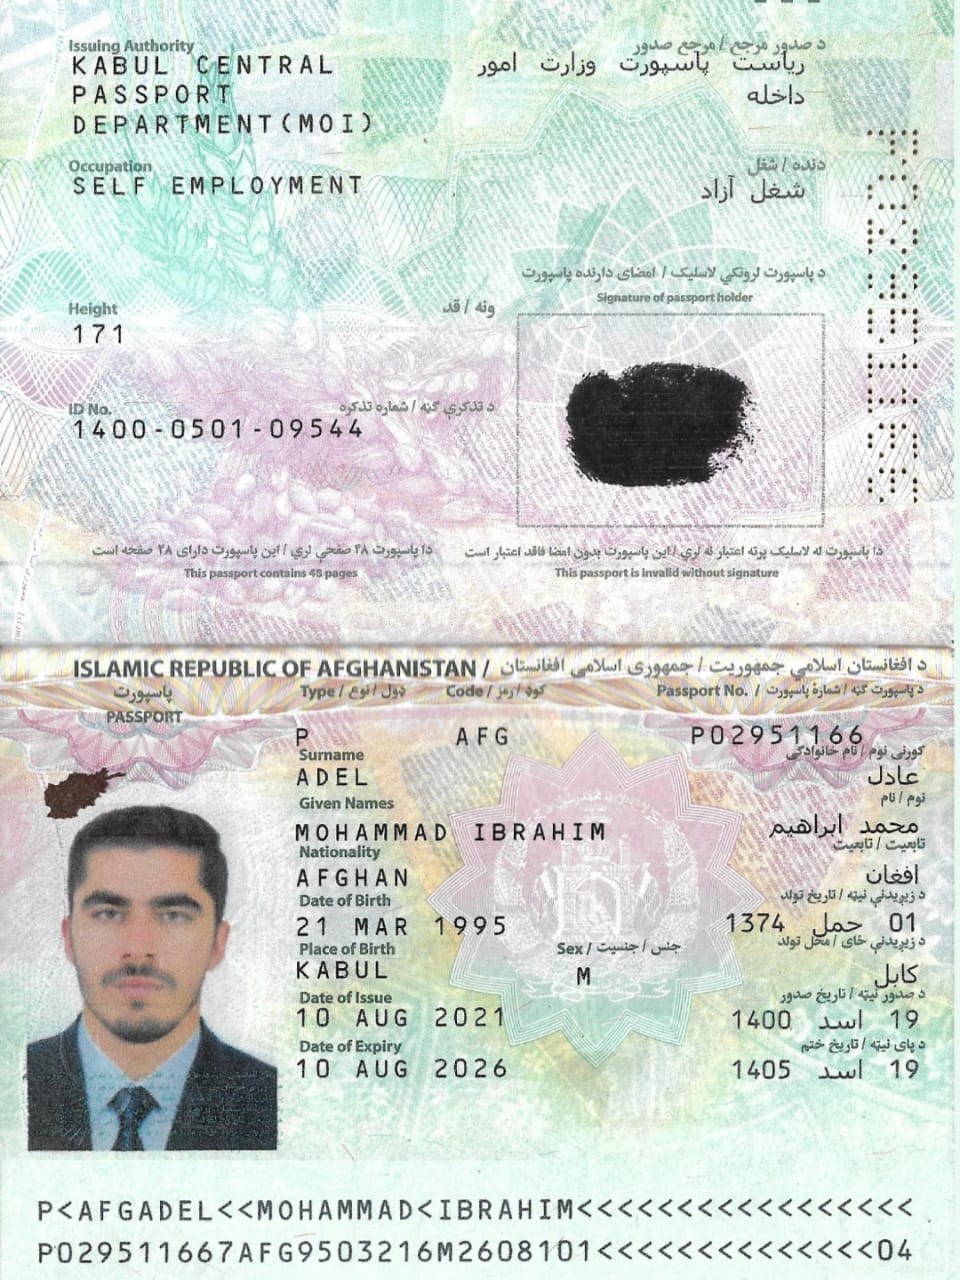 Issuing Authority د صدور مرجع / مرجع صدور
KABUL CENTRAL ریاست پاسپورت وزارت امور
PASSPORT داخله
DEPARTMENT(MOI)
Occupation دنده / شغل
SELF EMPLOYMENT شغل آزاد
د پاسپورت لرونکي لاسلیک / امضای دارنده پاسپورت
Signature of passport holder
Height ونه / قد
171
ID No. د تذکرې ګڼه / شماره تذکره
1400-0501-09544
دا پاسپورت ۴۸ صفحې لري / این پاسپورت دارای ۴۸ صفحه است
This passport contains 48 pages
دا پاسپورت له لاسلیک پرته اعتبار نه لري / این پاسپورت بدون امضا فاقد اعتبار است
This passport is invalid without signature
ISLAMIC REPUBLIC OF AFGHANISTAN / د افغانستان اسلامي جمهوریت / جمهوری اسلامی افغانستان
پاسپورت Type / ډول / نوع Code / کوډ / رمز Passport No. / د پاسپورت ګڼه / شمارهٔ پاسپورت
PASSPORT
P AFG P02951166
Surname کورنی نوم / نام خانوادگی
ADEL عادل
Given Names نوم / نام
MOHAMMAD IBRAHIM محمد ابراهیم
Nationality تابعیت / تابعیت
AFGHAN افغان
Date of Birth د زیږیدنې نیټه / تاریخ تولد
21 MAR 1995 01 حمل 1374
Place of Birth Sex / جنس / جنسیت د زیږیدنې ځای / محل تولد
KABUL M کابل
Date of Issue د صدور نیټه / تاریخ صدور
10 AUG 2021 19 اسد 1400
Date of Expiry د پای نیټه / تاریخ ختم
10 AUG 2026 19 اسد 1405
P<AFGADEL<<MOHAMMAD<IBRAHIM<<<<<<<<<<<<<<<<<
P029511667AFG9503216M2608101<<<<<<<<<<<<<<04